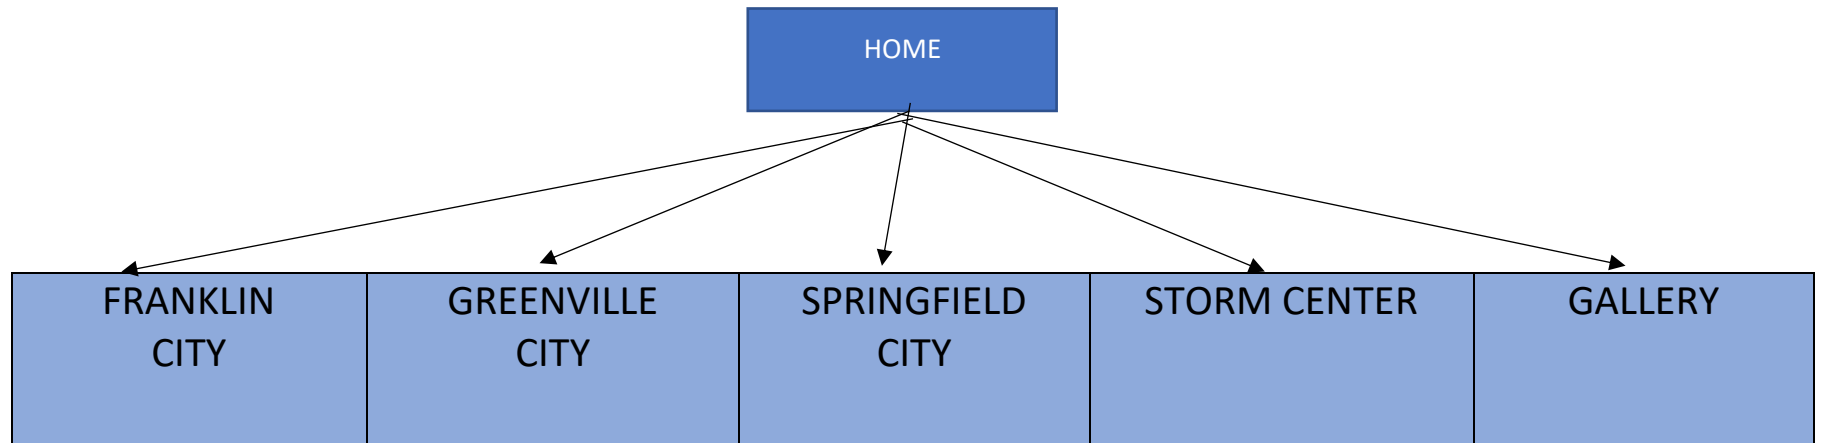 HOME
FRANKLIN
CITY
GREENVILLE
CITY
SPRINGFIELD
CITY
STORM CENTER
GALLERY